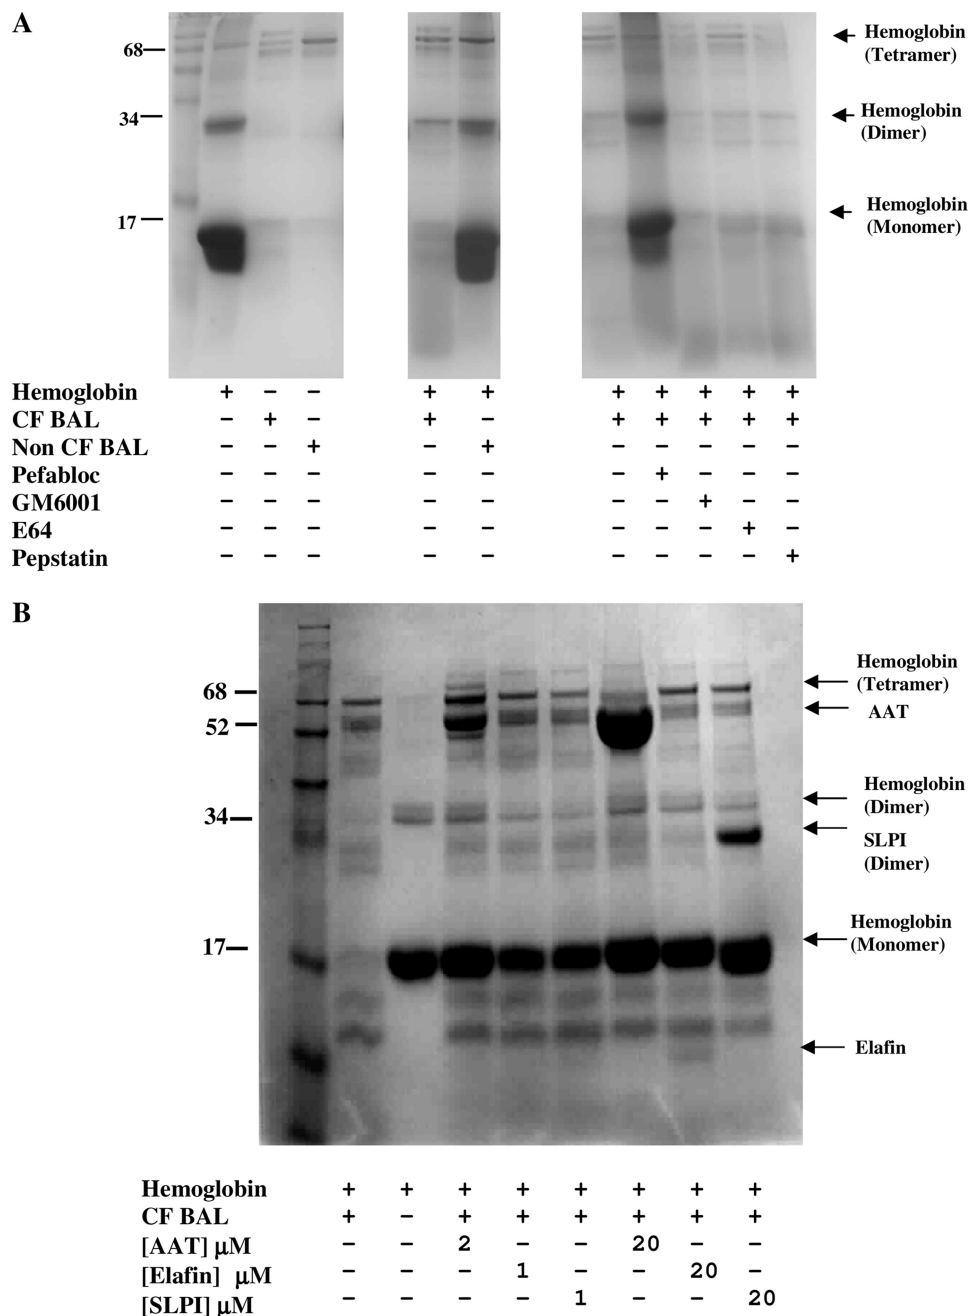 A
68
34
17
Hemoglobin
(Tetramer)
Hemoglobin
(Dimer)
Hemoglobin
(Monomer)
Hemoglobin + - - + + + + + + +
CF BAL - + - + - + + + + +
Non CF BAL - - + - + - - - - -
Pefabloc - - - - - - + - - -
GM6001 - - - - - - - + - -
E64 - - - - - - - - + -
Pepstatin - - - - - - - - - +
B
68
52
34
17
Hemoglobin
(Tetramer)
AAT
Hemoglobin
(Dimer)
SLPI
(Dimer)
Hemoglobin
(Monomer)
Elafin
Hemoglobin + + + + + + + +
CF BAL + - + + + + + +
[AAT] µM - - 2 - - 20 - -
[Elafin] µM - - - 1 - - 20 -
[SLPI] µM - - - - 1 - - 20